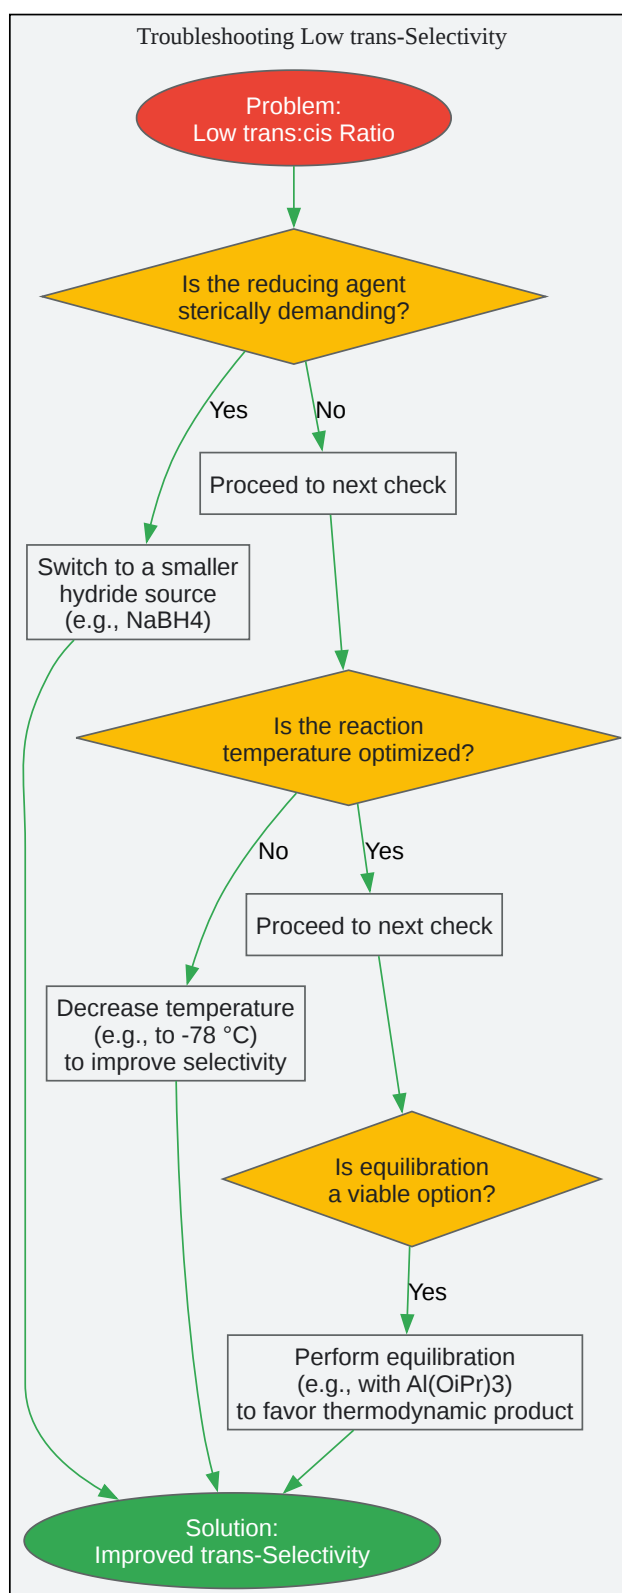 Troubleshooting Low trans-Selectivity
Problem:
Low trans:cis Ratio
Is the reducing agent
sterically demanding?
Yes
No
Proceed to next check
Switch to a smaller
hydride source
(e.g., NaBH4)
Is the reaction
temperature optimized?
No
Yes
Proceed to next check
Decrease temperature
(e.g., to -78 °C)
to improve selectivity
Is equilibration
a viable option?
Yes
Perform equilibration
(e.g., with Al(OiPr)3)
to favor thermodynamic product
Solution:
Improved trans-Selectivity